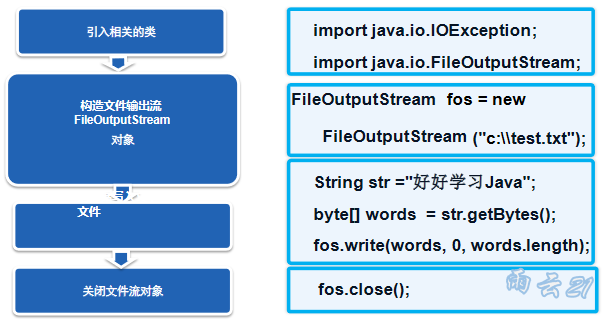 引入相关的类
import java.io.IOException;
import java.io.FileOutputStream;
构造文件输出流
FileOutputStream
对象
FileOutputStream fos = new
FileOutputStream ("c:\\test.txt");
文件
String str ="好好学习Java";
byte[] words = str.getBytes();
fos.write(words, 0, words.length);
关闭文件流对象
fos.close();
雨云21